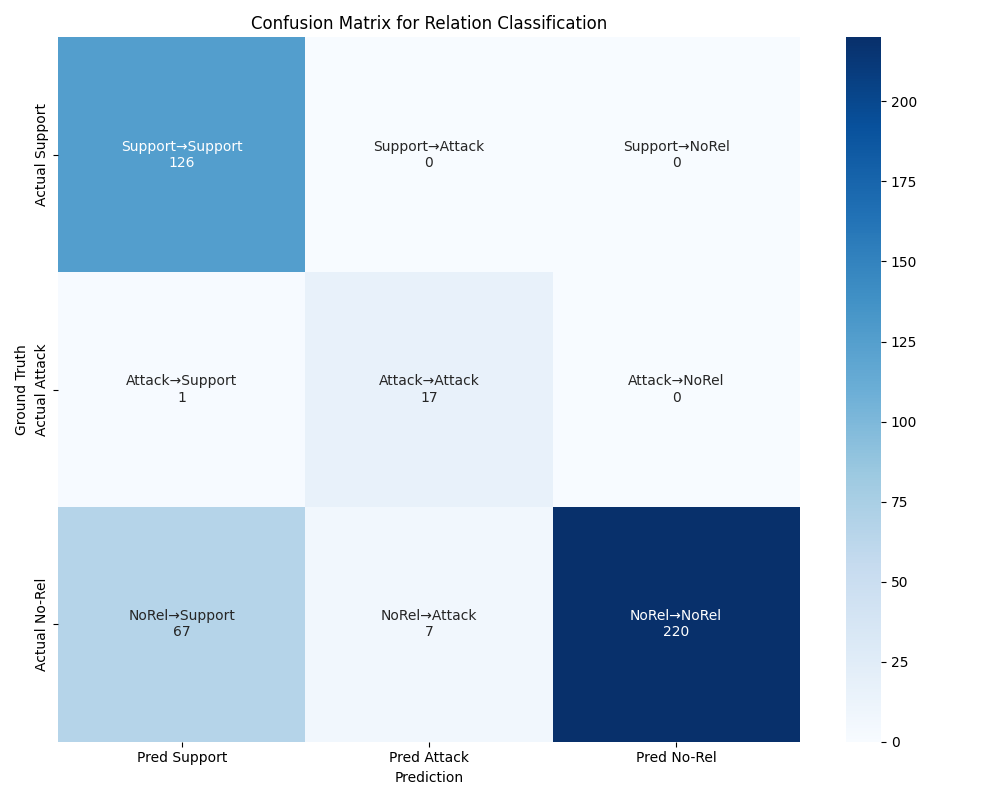 Confusion Matrix for Relation Classification
Ground Truth
Actual Support
Support→Support
126
Support→Attack
0
Support→NoRel
0
Actual Attack
Attack→Support
1
Attack→Attack
17
Attack→NoRel
0
Actual No-Rel
NoRel→Support
67
NoRel→Attack
7
NoRel→NoRel
220
Pred Support
Pred Attack
Pred No-Rel
Prediction
200
175
150
125
100
75
50
25
0